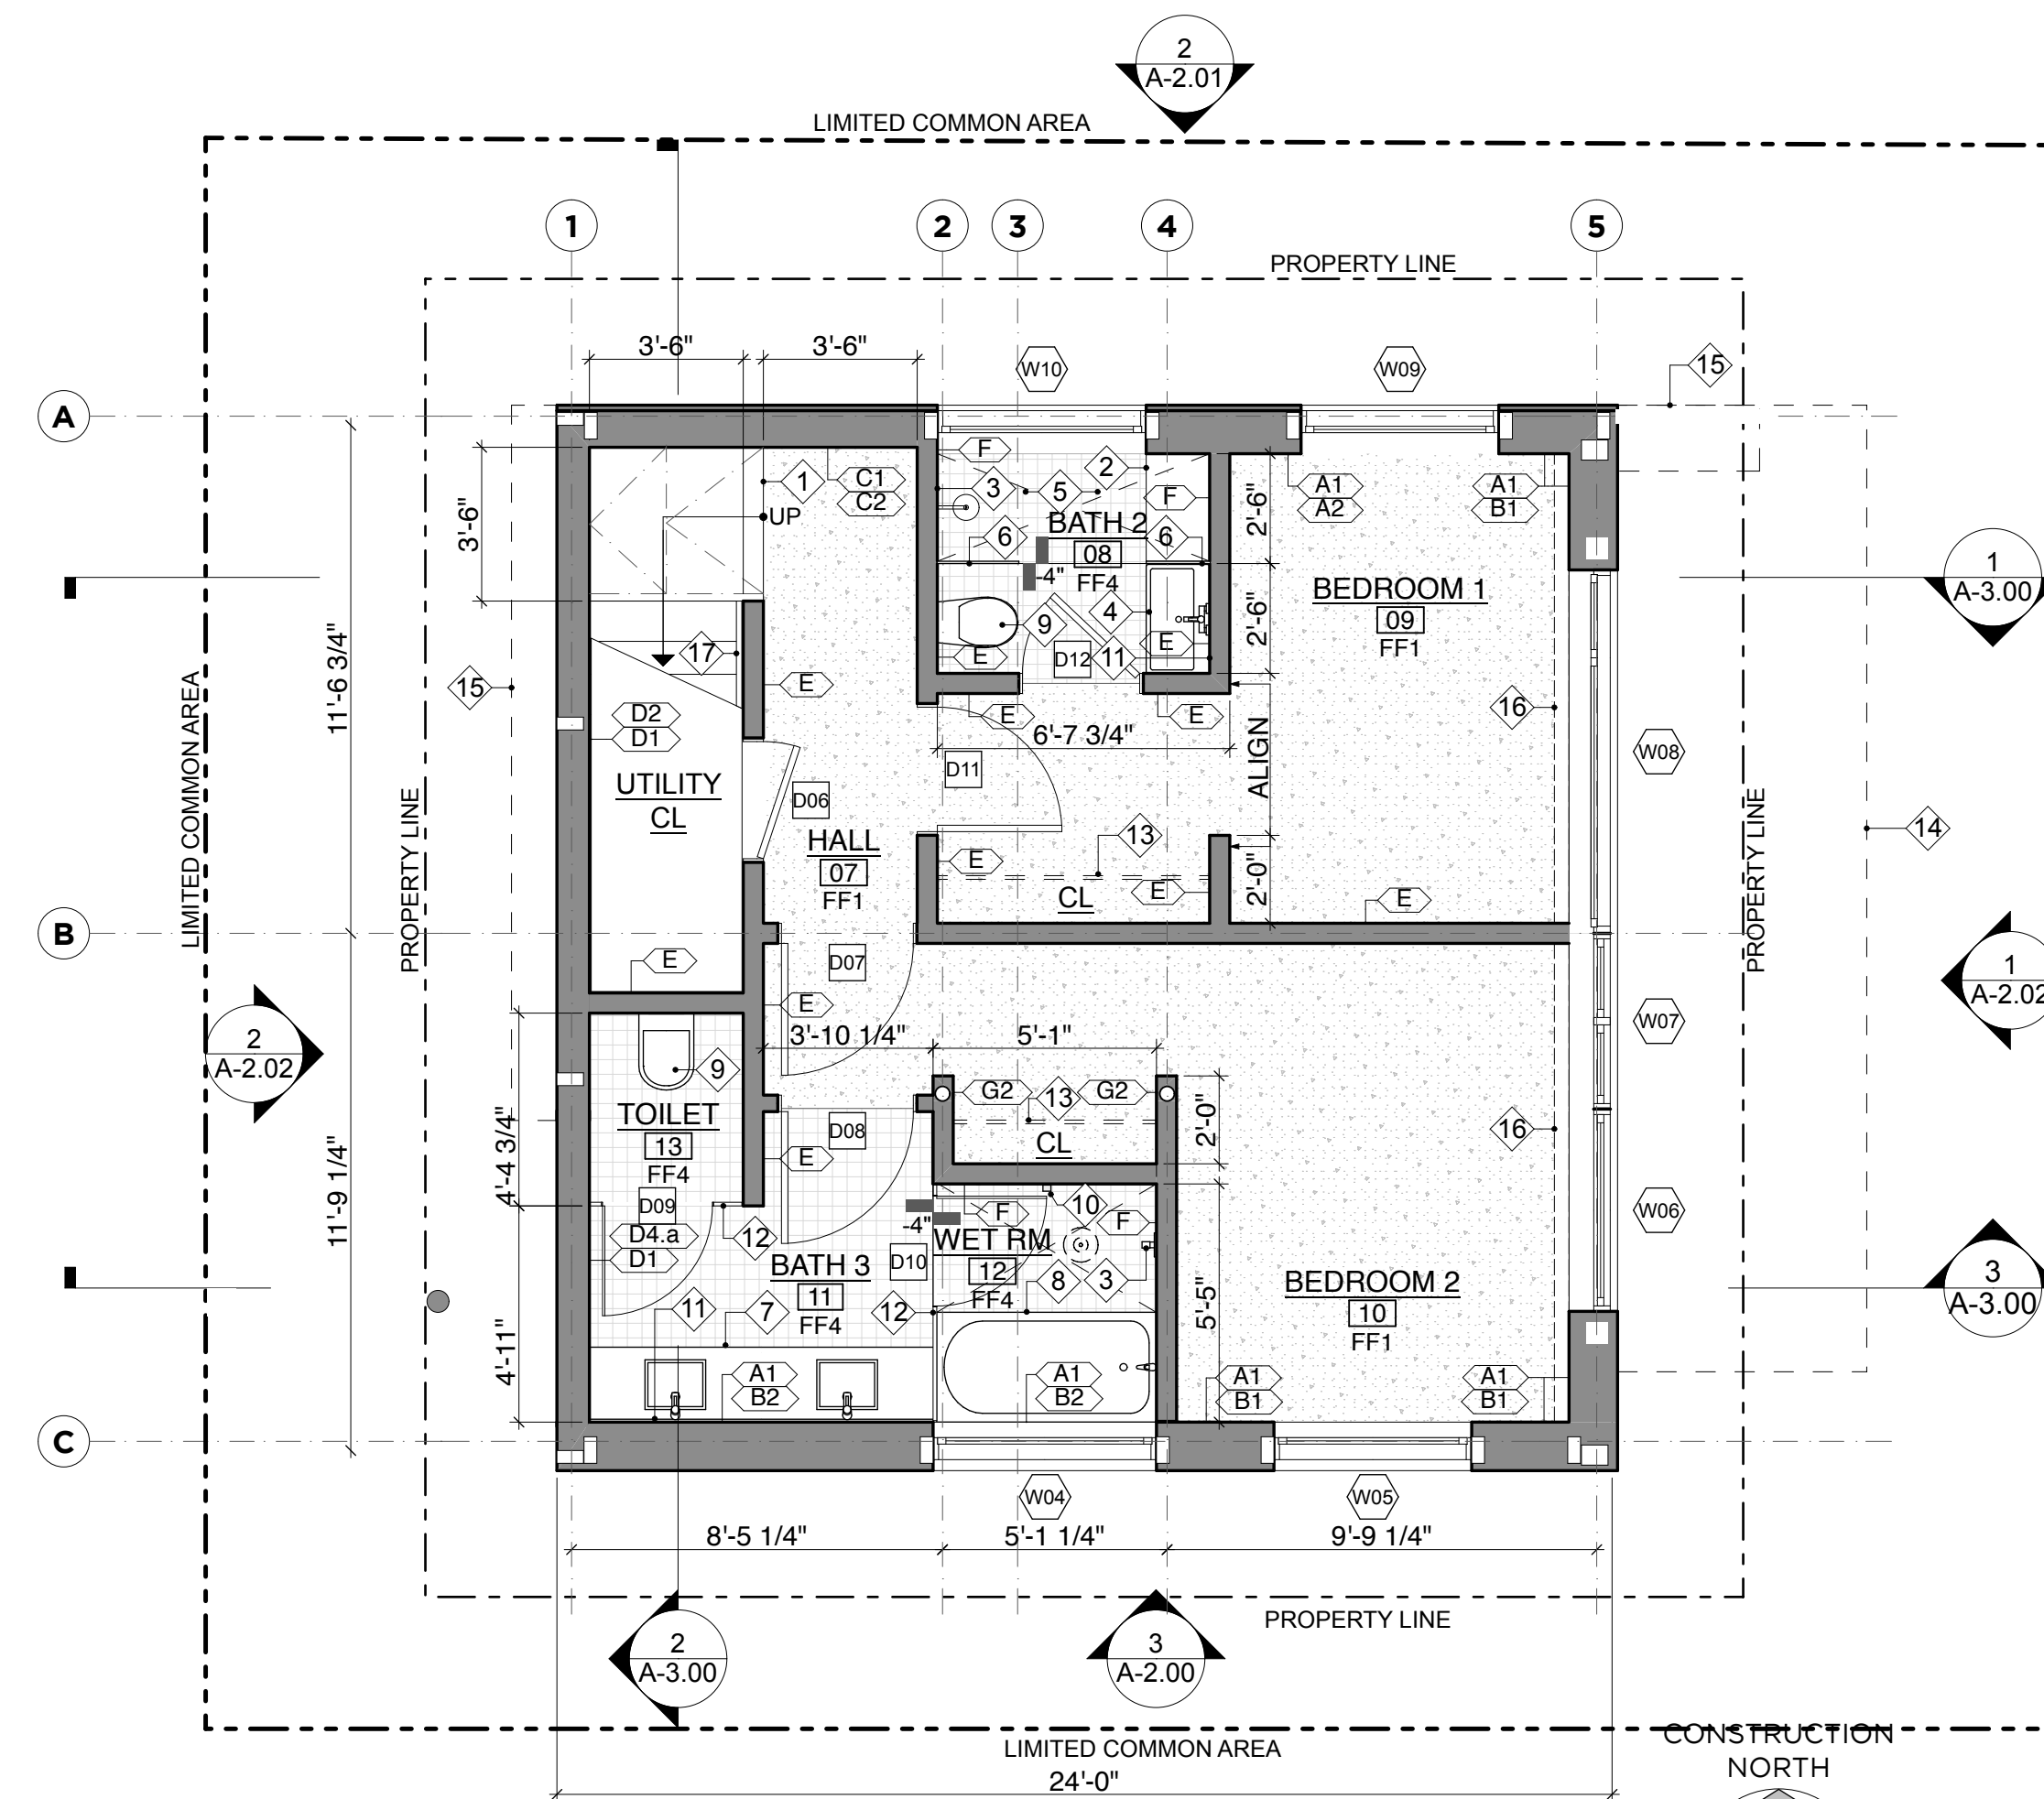 2
A-2.01
LIMITED COMMON AREA
1
2
3
4
5
PROPERTY LINE
3'-6"
3'-6"
W10
W09
15
A
F
2
1
C1
C2
3
5
F
A1
A2
A1
B1
2'-6"
3'-6"
UP
BATH 2
6
6
08
FF4
-4"
1
A-3.00
BEDROOM 1
09
FF1
4
9
2'-6"
E
E
D12
11
17
11'-6 3/4"
15
E
D2
D1
E
E
6'-7 3/4"
ALIGN
16
W08
LIMITED COMMON AREA
PROPERTY LINE
UTILITY
CL
D06
D11
HALL
07
FF1
13
14
PROPERTY LINE
E
E
CL
2'-0"
E
B
E
D07
E
1
A-2.02
3'-10 1/4"
5'-1"
W07
2
A-2.02
9
G2
13
G2
TOILET
13
FF4
D08
CL
2'-0"
16
4'-4 3/4"
E
11'-9 1/4"
D09
D4.a
D1
12
-4"
F
10
F
W06
WET RM
12
FF4
BATH 3
11
FF4
D10
8
3
BEDROOM 2
10
FF1
3
A-3.00
11
7
12
5'-5"
4'-11"
A1
B2
A1
B2
A1
B1
A1
B1
C
W04
W05
8'-5 1/4"
5'-1 1/4"
9'-9 1/4"
PROPERTY LINE
2
A-3.00
3
A-2.00
LIMITED COMMON AREA
CONSTRUCTION
NORTH
24'-0"